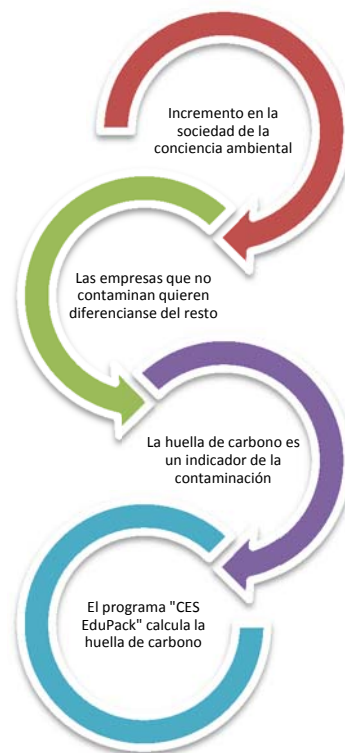 Incremento en la
sociedad de la
conciencia ambiental
Las empresas que no
contaminan quieren
diferencianse del resto
La huella de carbono es
un indicador de la
contaminación
El programa "CES
EduPack" calcula la
huella de carbono